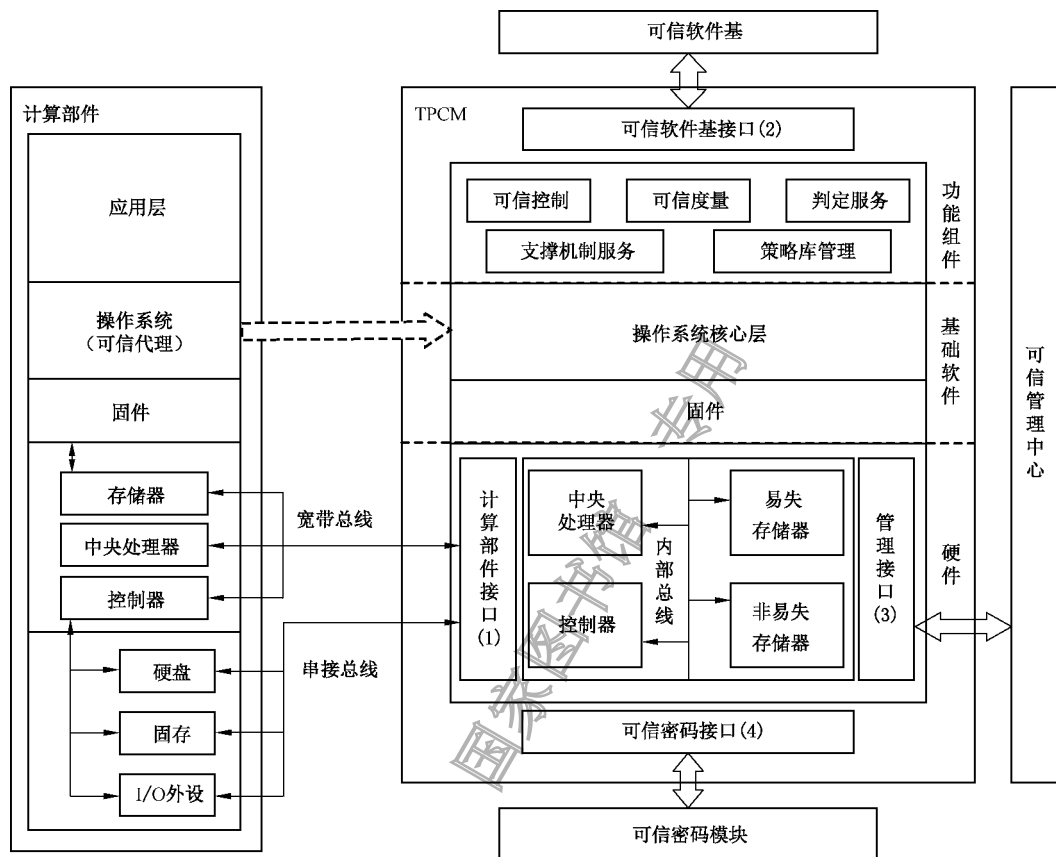 可信软件基
计算部件
TPCM
可信软件基接口(2)
应用层
可信控制
可信度量
判定服务
支撑机制服务
策略库管理
功能组件
操作系统
(可信代理)
操作系统核心层
基础软件
固件
固件
可信管理中心
存储器
中央处理器
控制器
宽带总线
计算部件接口(1)
中央
处理器
内部总线
易失
存储器
控制器
非易失
存储器
管理接口(3)
硬件
硬盘
固存
I/O外设
串接总线
可信密码接口(4)
可信密码模块
国家图书馆 专用